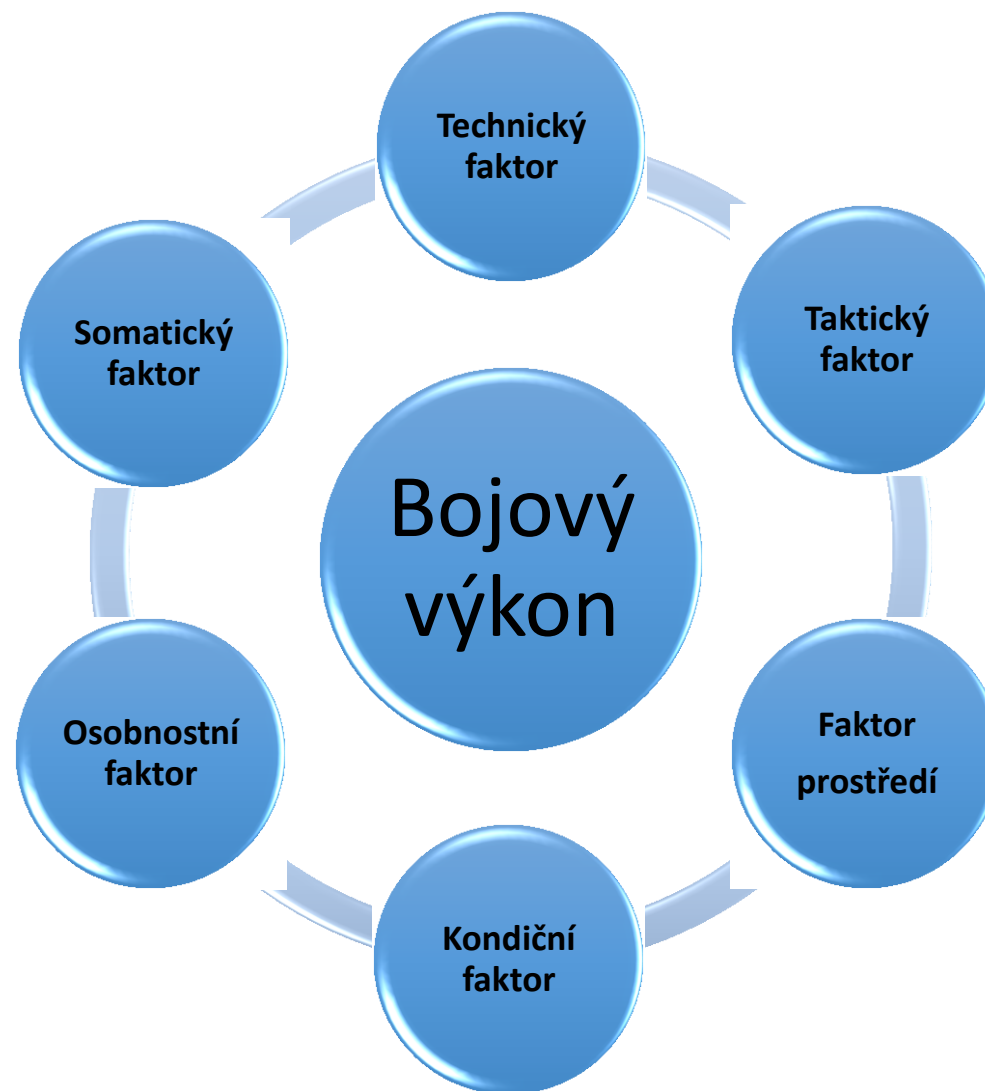 Technický
faktor
Taktický
faktor
Somatický
faktor
Bojový
výkon
Faktor
prostředí
Osobnostní
faktor
Kondiční
faktor